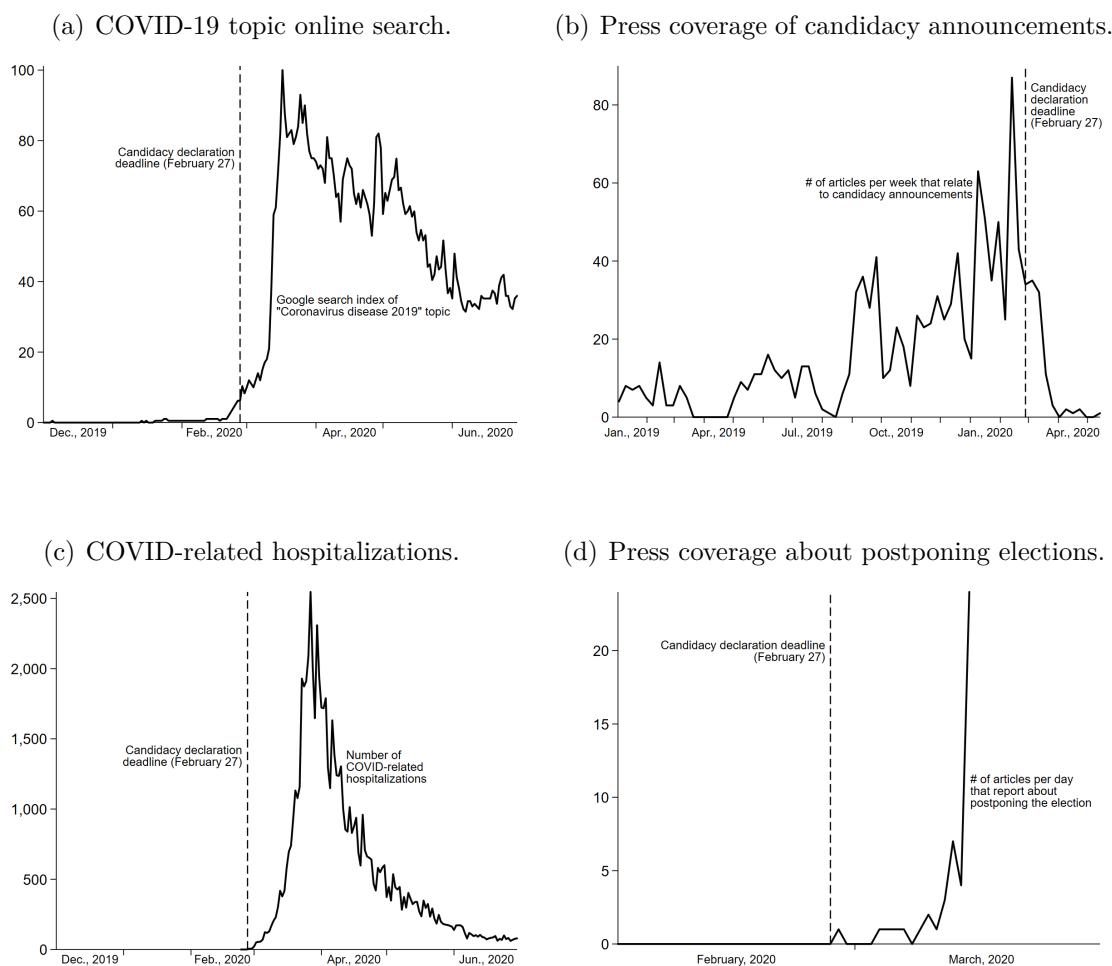 (a) COVID-19 topic online search.
100
80
60
40
20
0
Candidacy declaration
deadline (February 27)
Google search index of
"Coronavirus disease 2019" topic
Dec., 2019
Feb., 2020
Apr., 2020
Jun., 2020
(b) Press coverage of candidacy announcements.
80
60
40
20
0
Candidacy
declaration
deadline
(February 27)
# of articles per week that relate
to candidacy announcements
Jan., 2019
Apr., 2019
Jul., 2019
Oct., 2019
Jan., 2020
Apr., 2020
(c) COVID-related hospitalizations.
2,500
2,000
1,500
1,000
500
0
Candidacy declaration
deadline (February 27)
Number of
COVID-related
hospitalizations
Dec., 2019
Feb., 2020
Apr., 2020
Jun., 2020
(d) Press coverage about postponing elections.
20
15
10
5
0
Candidacy declaration deadline
(February 27)
# of articles per day
that report about
postponing the election
February, 2020
March, 2020